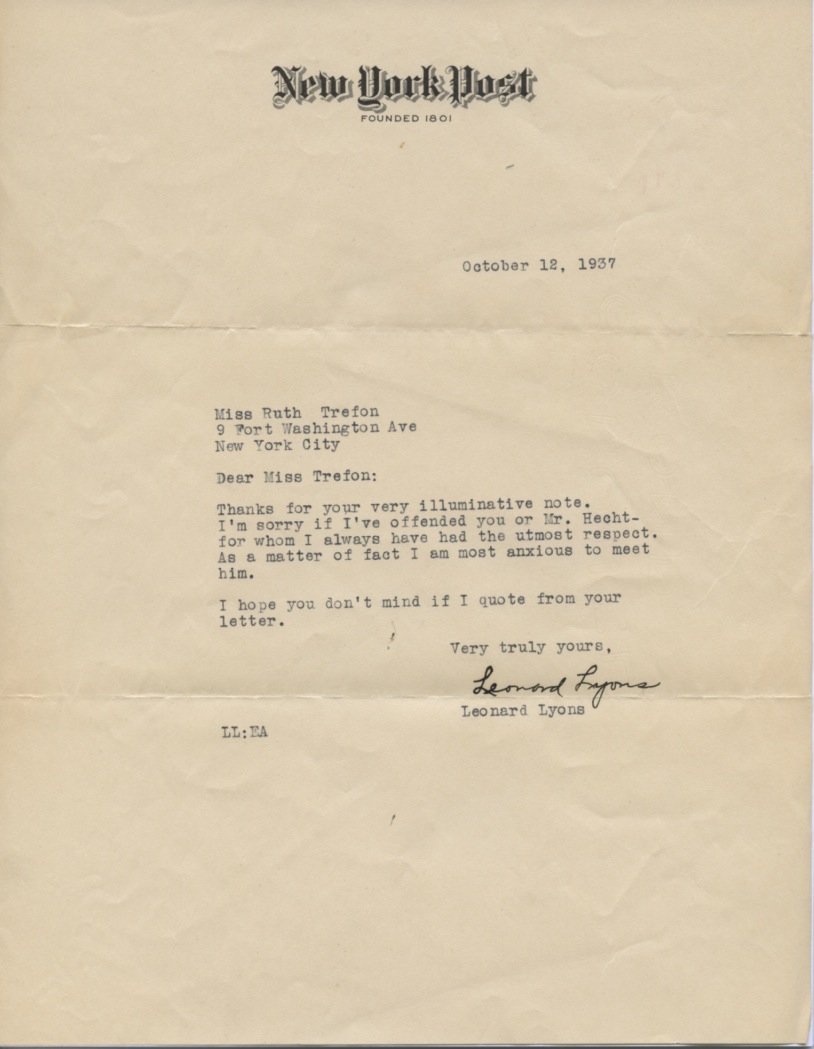 New York Post
FOUNDED 1801
October 12, 1937
Miss Ruth Trefon
9 Fort Washington Ave
New York City
Dear Miss Trefon:
Thanks for your very illuminative note.
I'm sorry if I've offended you or Mr. Hecht-
for whom I always have had the utmost respect.
As a matter of fact I am most anxious to meet
him.
I hope you don't mind if I quote from your
letter.
Very truly yours,
Leonard Lyons
Leonard Lyons
LL:EA